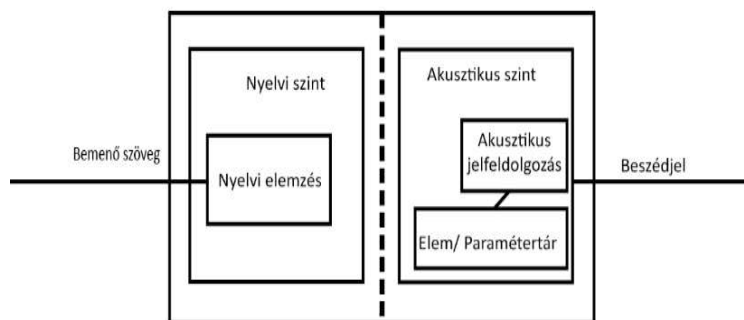 Bemenő szöveg
Nyelvi szint
Nyelvi elemzés
Akusztikus szint
Akusztikus
jelfeldolgozás
Elem/ Paramétertár
Beszédjel